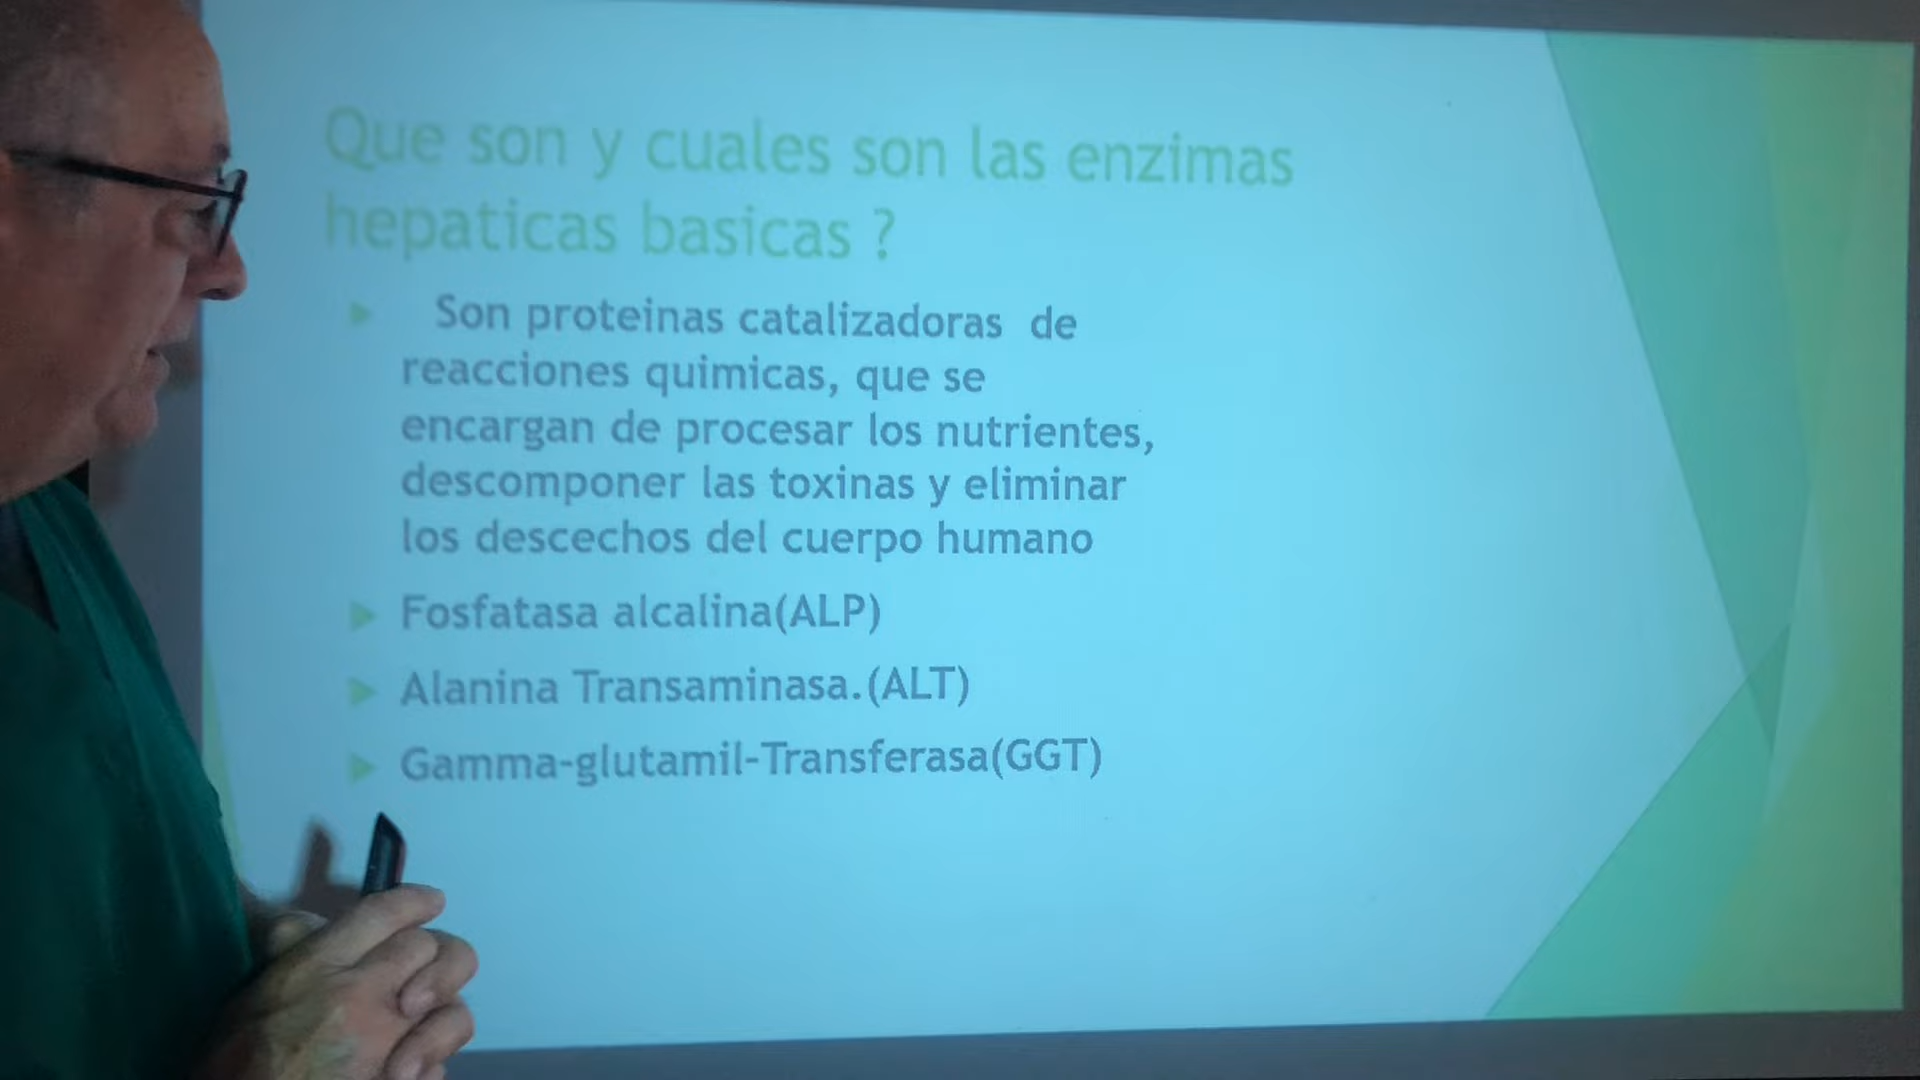 Que son y cuales son las enzimas
hepaticas basicas ?
Son proteinas catalizadoras de
reacciones quimicas, que se
encargan de procesar los nutrientes,
descomponer las toxinas y eliminar
los descechos del cuerpo humano
Fosfatasa alcalina(ALP)
Alanina Transaminasa.(ALT)
Gamma-glutamil-Transferasa(GGT)